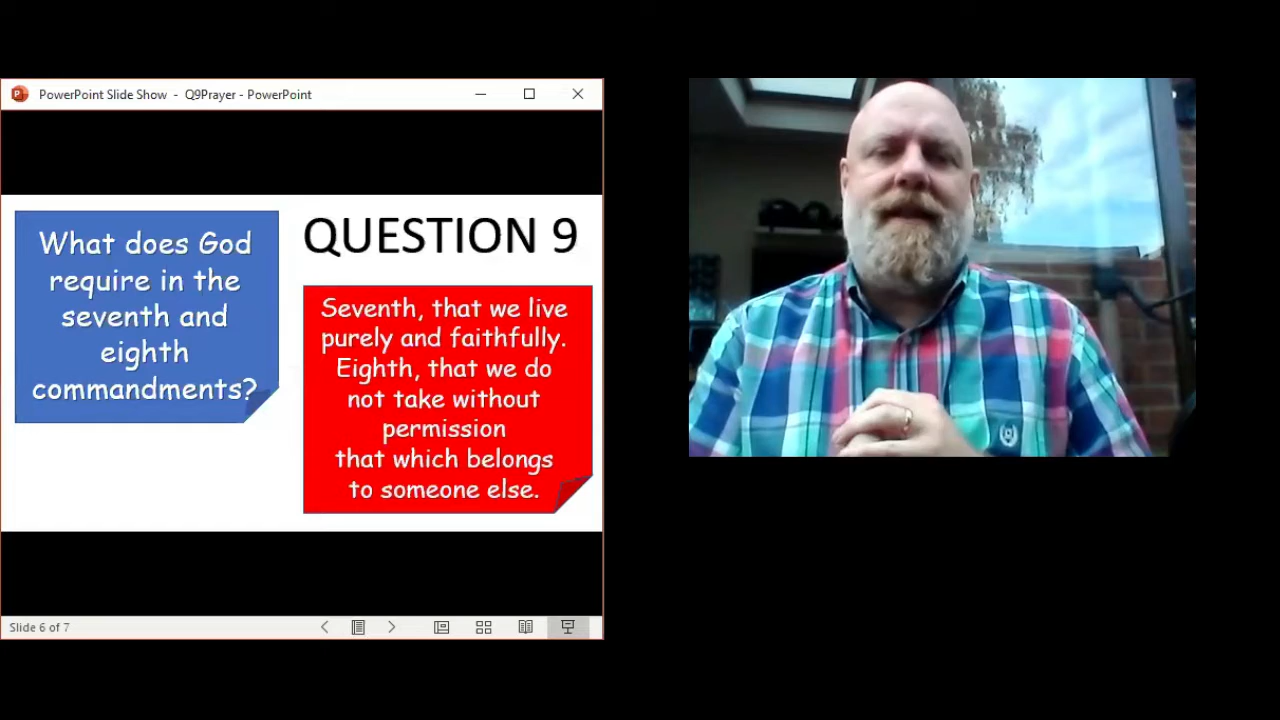 PowerPoint Slide Show - Q9Prayer - PowerPoint
What does God
require in the
seventh and
eighth
commandments?
QUESTION 9
Seventh, that we live
purely and faithfully.
Eighth, that we do
not take without
permission
that which belongs
to someone else.
Slide 6 of 7